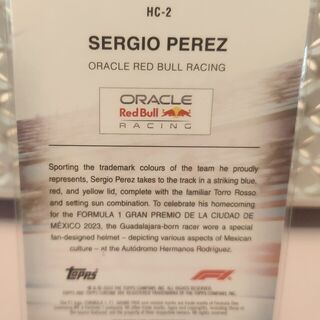 HC-2
SERGIO PEREZ
ORACLE RED BULL RACING
ORACLE
Red Bull
RACING
Sporting the trademark colours of the team he proudly
represents, Sergio Perez takes to the track in a striking blue,
red, and yellow lid, complete with the familiar Torro Rosso
and setting sun combination. To celebrate his homecoming
for the FORMULA 1 GRAN PREMIO DE LA CIUDAD DE
MÉXICO 2023, the Guadalajara-born racer wore a special
fan-designed helmet – depicting various aspects of Mexican
culture – at the Autódromo Hermanos Rodríguez.
Topps
F1